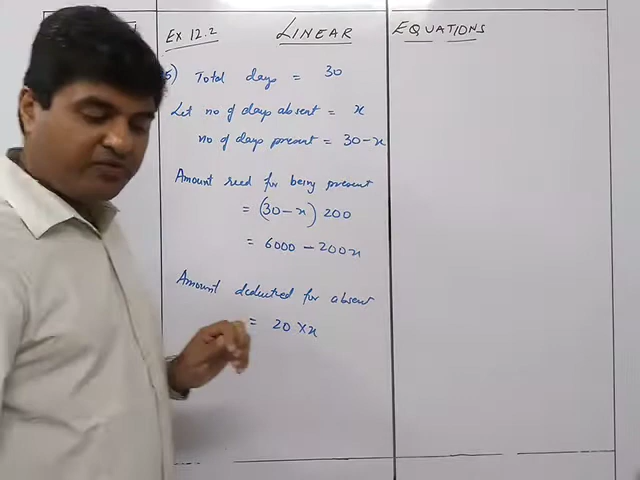 Ex 12.2
LINEAR EQUATIONS
5) Total days = 30
Let no of days absent = x
no of days present = 30 - x
Amount recd for being present
= (30 - x) 200
= 6000 - 200x
Amount deducted for absent
= 20 × x